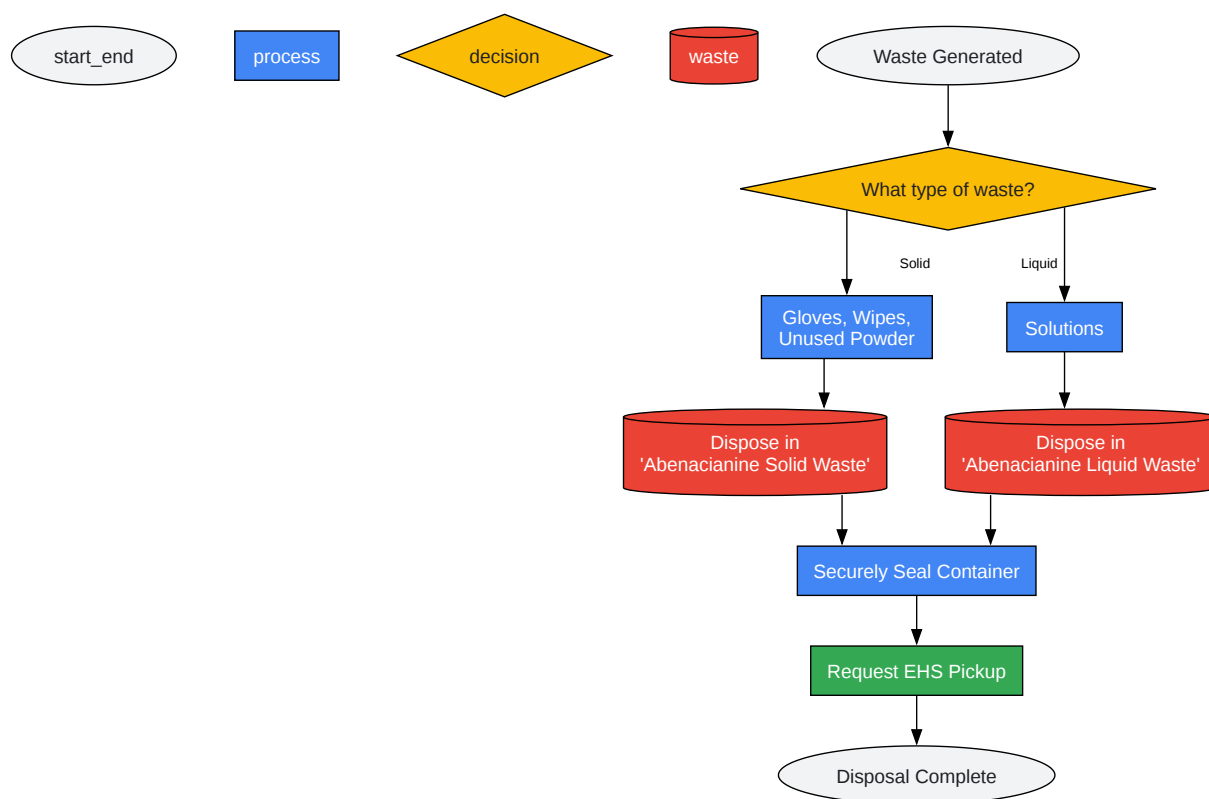 start_end
process
decision
waste
Waste Generated
What type of waste?
Solid
Liquid
Gloves, Wipes,
Unused Powder
Solutions
Dispose in
'Abenacianine Solid Waste'
Dispose in
'Abenacianine Liquid Waste'
Securely Seal Container
Request EHS Pickup
Disposal Complete